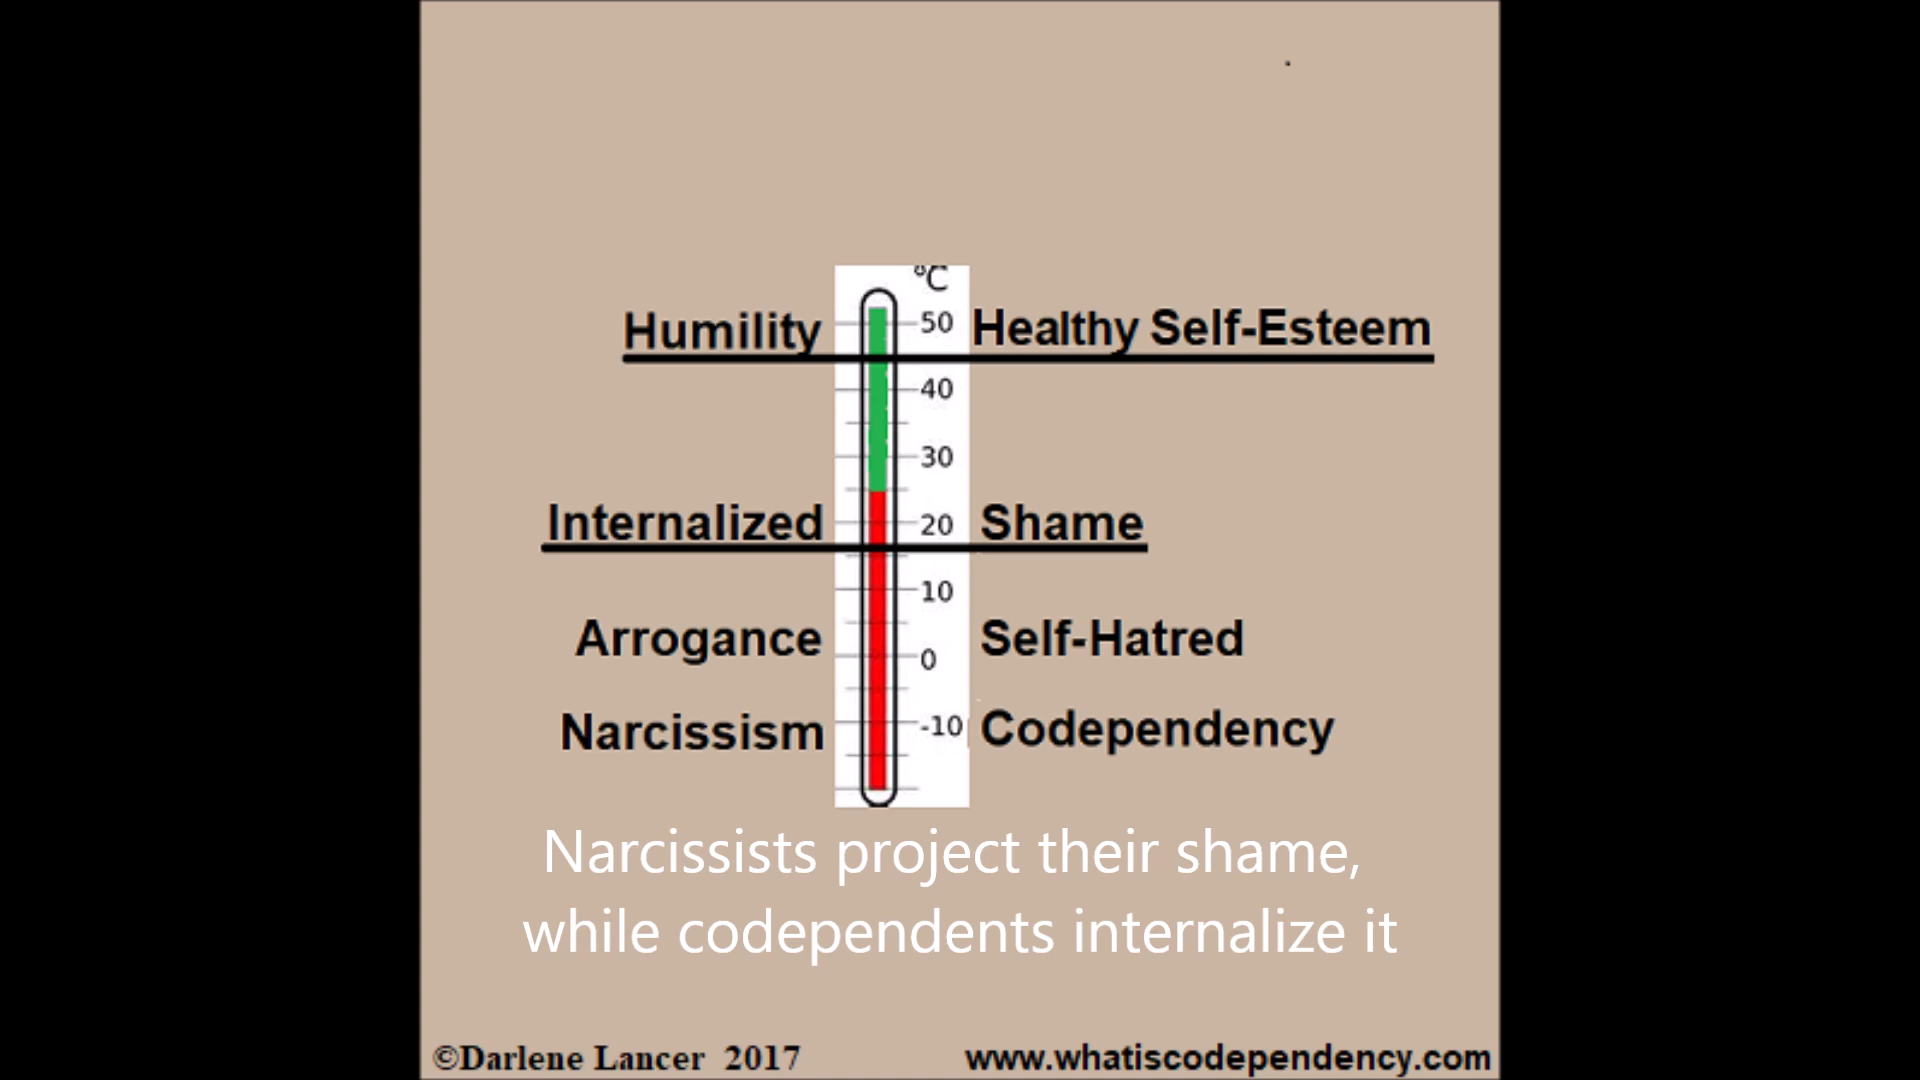 °C
Humility 50 Healthy Self-Esteem
40
30
Internalized 20 Shame
10
Arrogance 0 Self-Hatred
Narcissism -10 Codependency
Narcissists project their shame,
while codependents internalize it
©Darlene Lancer 2017 www.whatiscodependency.com